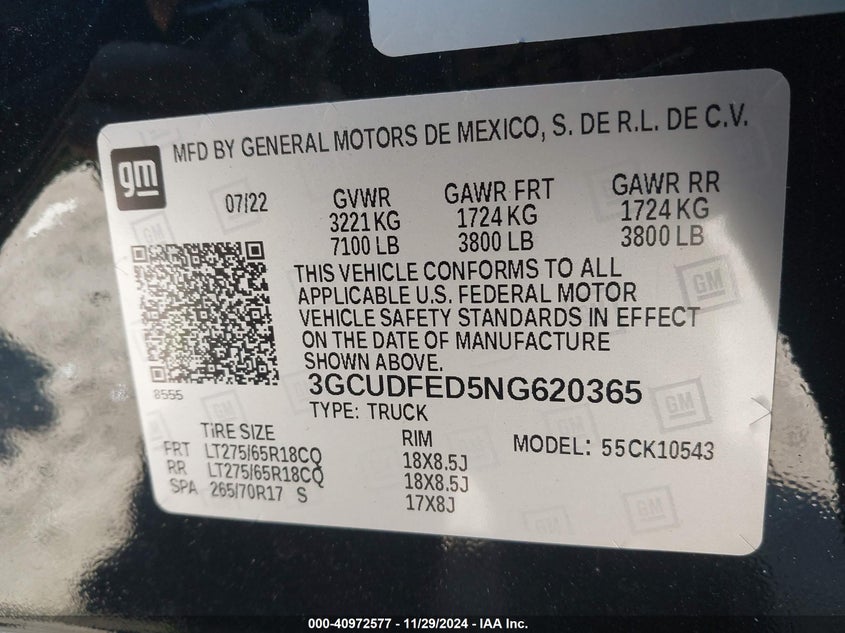 gm
MFD BY GENERAL MOTORS DE MEXICO, S. DE R.L. DE C.V.
07/22 GVWR GAWR FRT GAWR RR
3221 KG 1724 KG 1724 KG
7100 LB 3800 LB 3800 LB
THIS VEHICLE CONFORMS TO ALL
APPLICABLE U.S. FEDERAL MOTOR
VEHICLE SAFETY STANDARDS IN EFFECT
ON THE DATE OF MANUFACTURE
SHOWN ABOVE.
8555
3GCUDFED5NG620365
TYPE: TRUCK
TIRE SIZE RIM MODEL: 55CK10543
FRT LT275/65R18CQ 18X8.5J
RR LT275/65R18CQ 18X8.5J
SPA 265/70R17 S 17X8J
GM
GM
GM
000-40972577 - 11/29/2024 - IAA Inc.